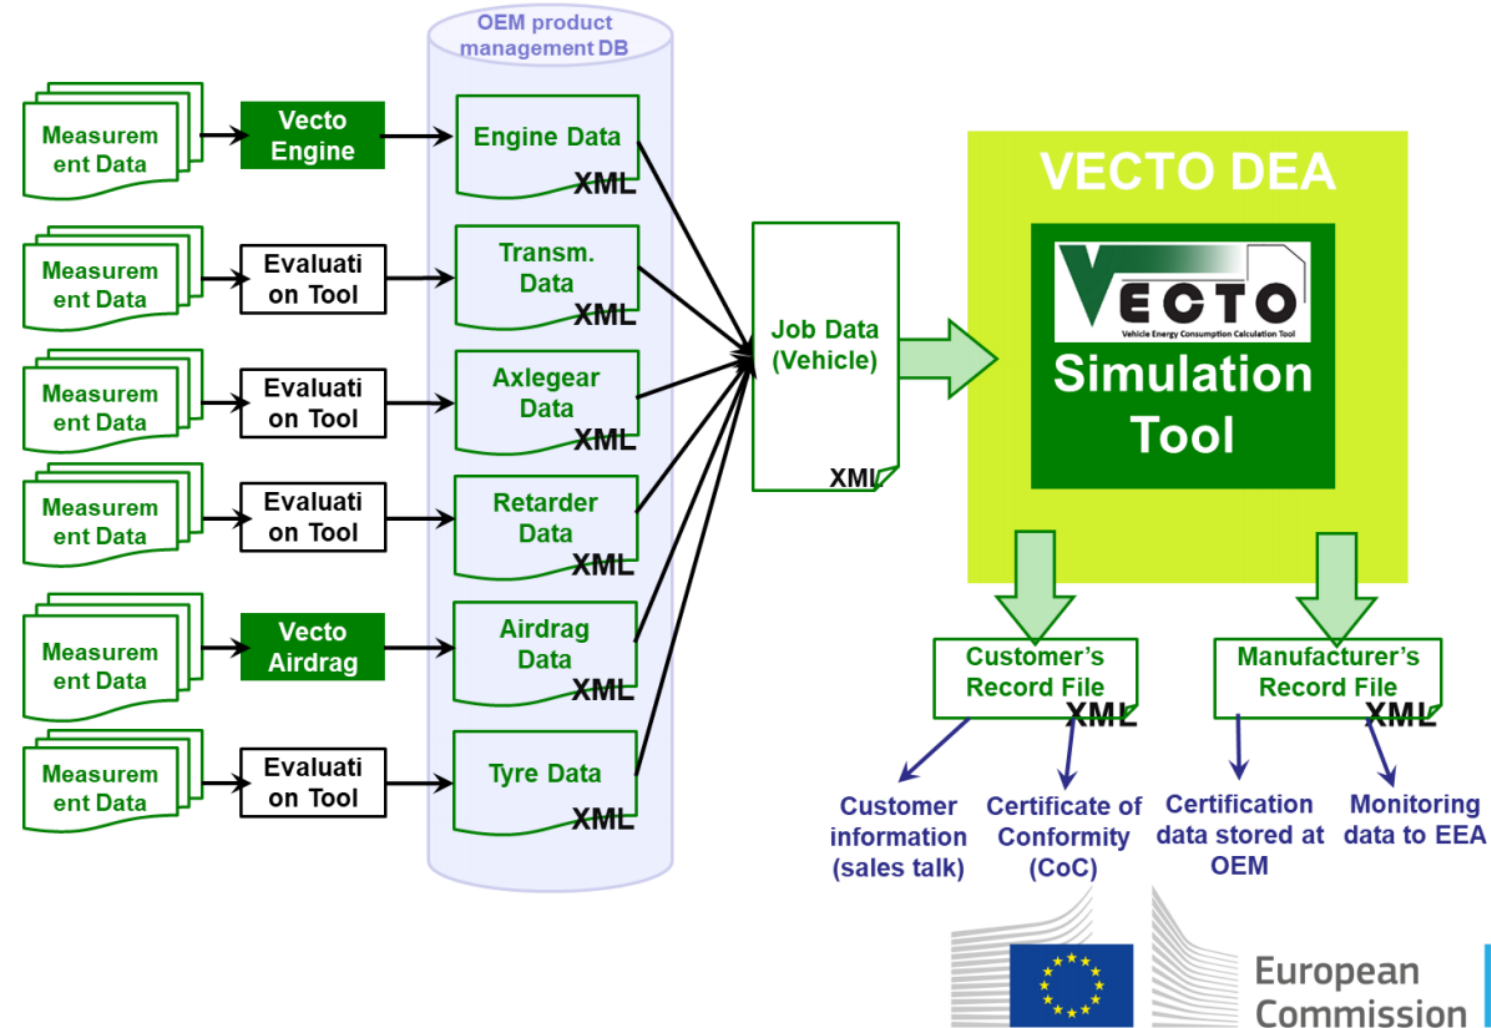 OEM product
management DB
Measurem
ent Data
Vecto
Engine
Engine Data
XML
Measurem
ent Data
Evaluati
on Tool
Transm.
Data
XML
Measurem
ent Data
Evaluati
on Tool
Axlegear
Data
XML
Measurem
ent Data
Evaluati
on Tool
Retarder
Data
XML
Measurem
ent Data
Vecto
Airdrag
Airdrag
Data
XML
Measurem
ent Data
Evaluati
on Tool
Tyre Data
XML
Job Data
(Vehicle)
XML
VECTO DEA
VECTO
Vehicle Energy Consumption Calculation Tool
Simulation
Tool
Customer's
Record File
XML
Manufacturer's
Record File
XML
Customer
information
(sales talk)
Certificate of
Conformity
(CoC)
Certification
data stored at
OEM
Monitoring
data to EEA
European
Commission